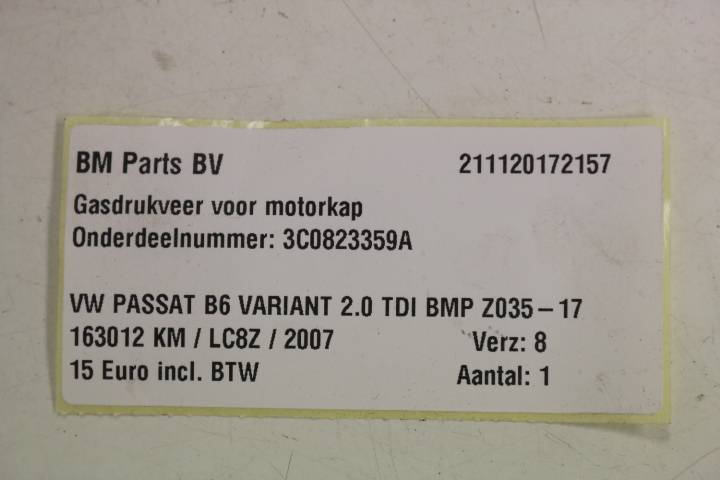 BM Parts BV 211120172157
Gasdrukveer voor motorkap
Onderdeelnummer: 3C0823359A
VW PASSAT B6 VARIANT 2.0 TDI BMP Z035-17
163012 KM / LC8Z / 2007 Verz: 8
15 Euro incl. BTW Aantal: 1